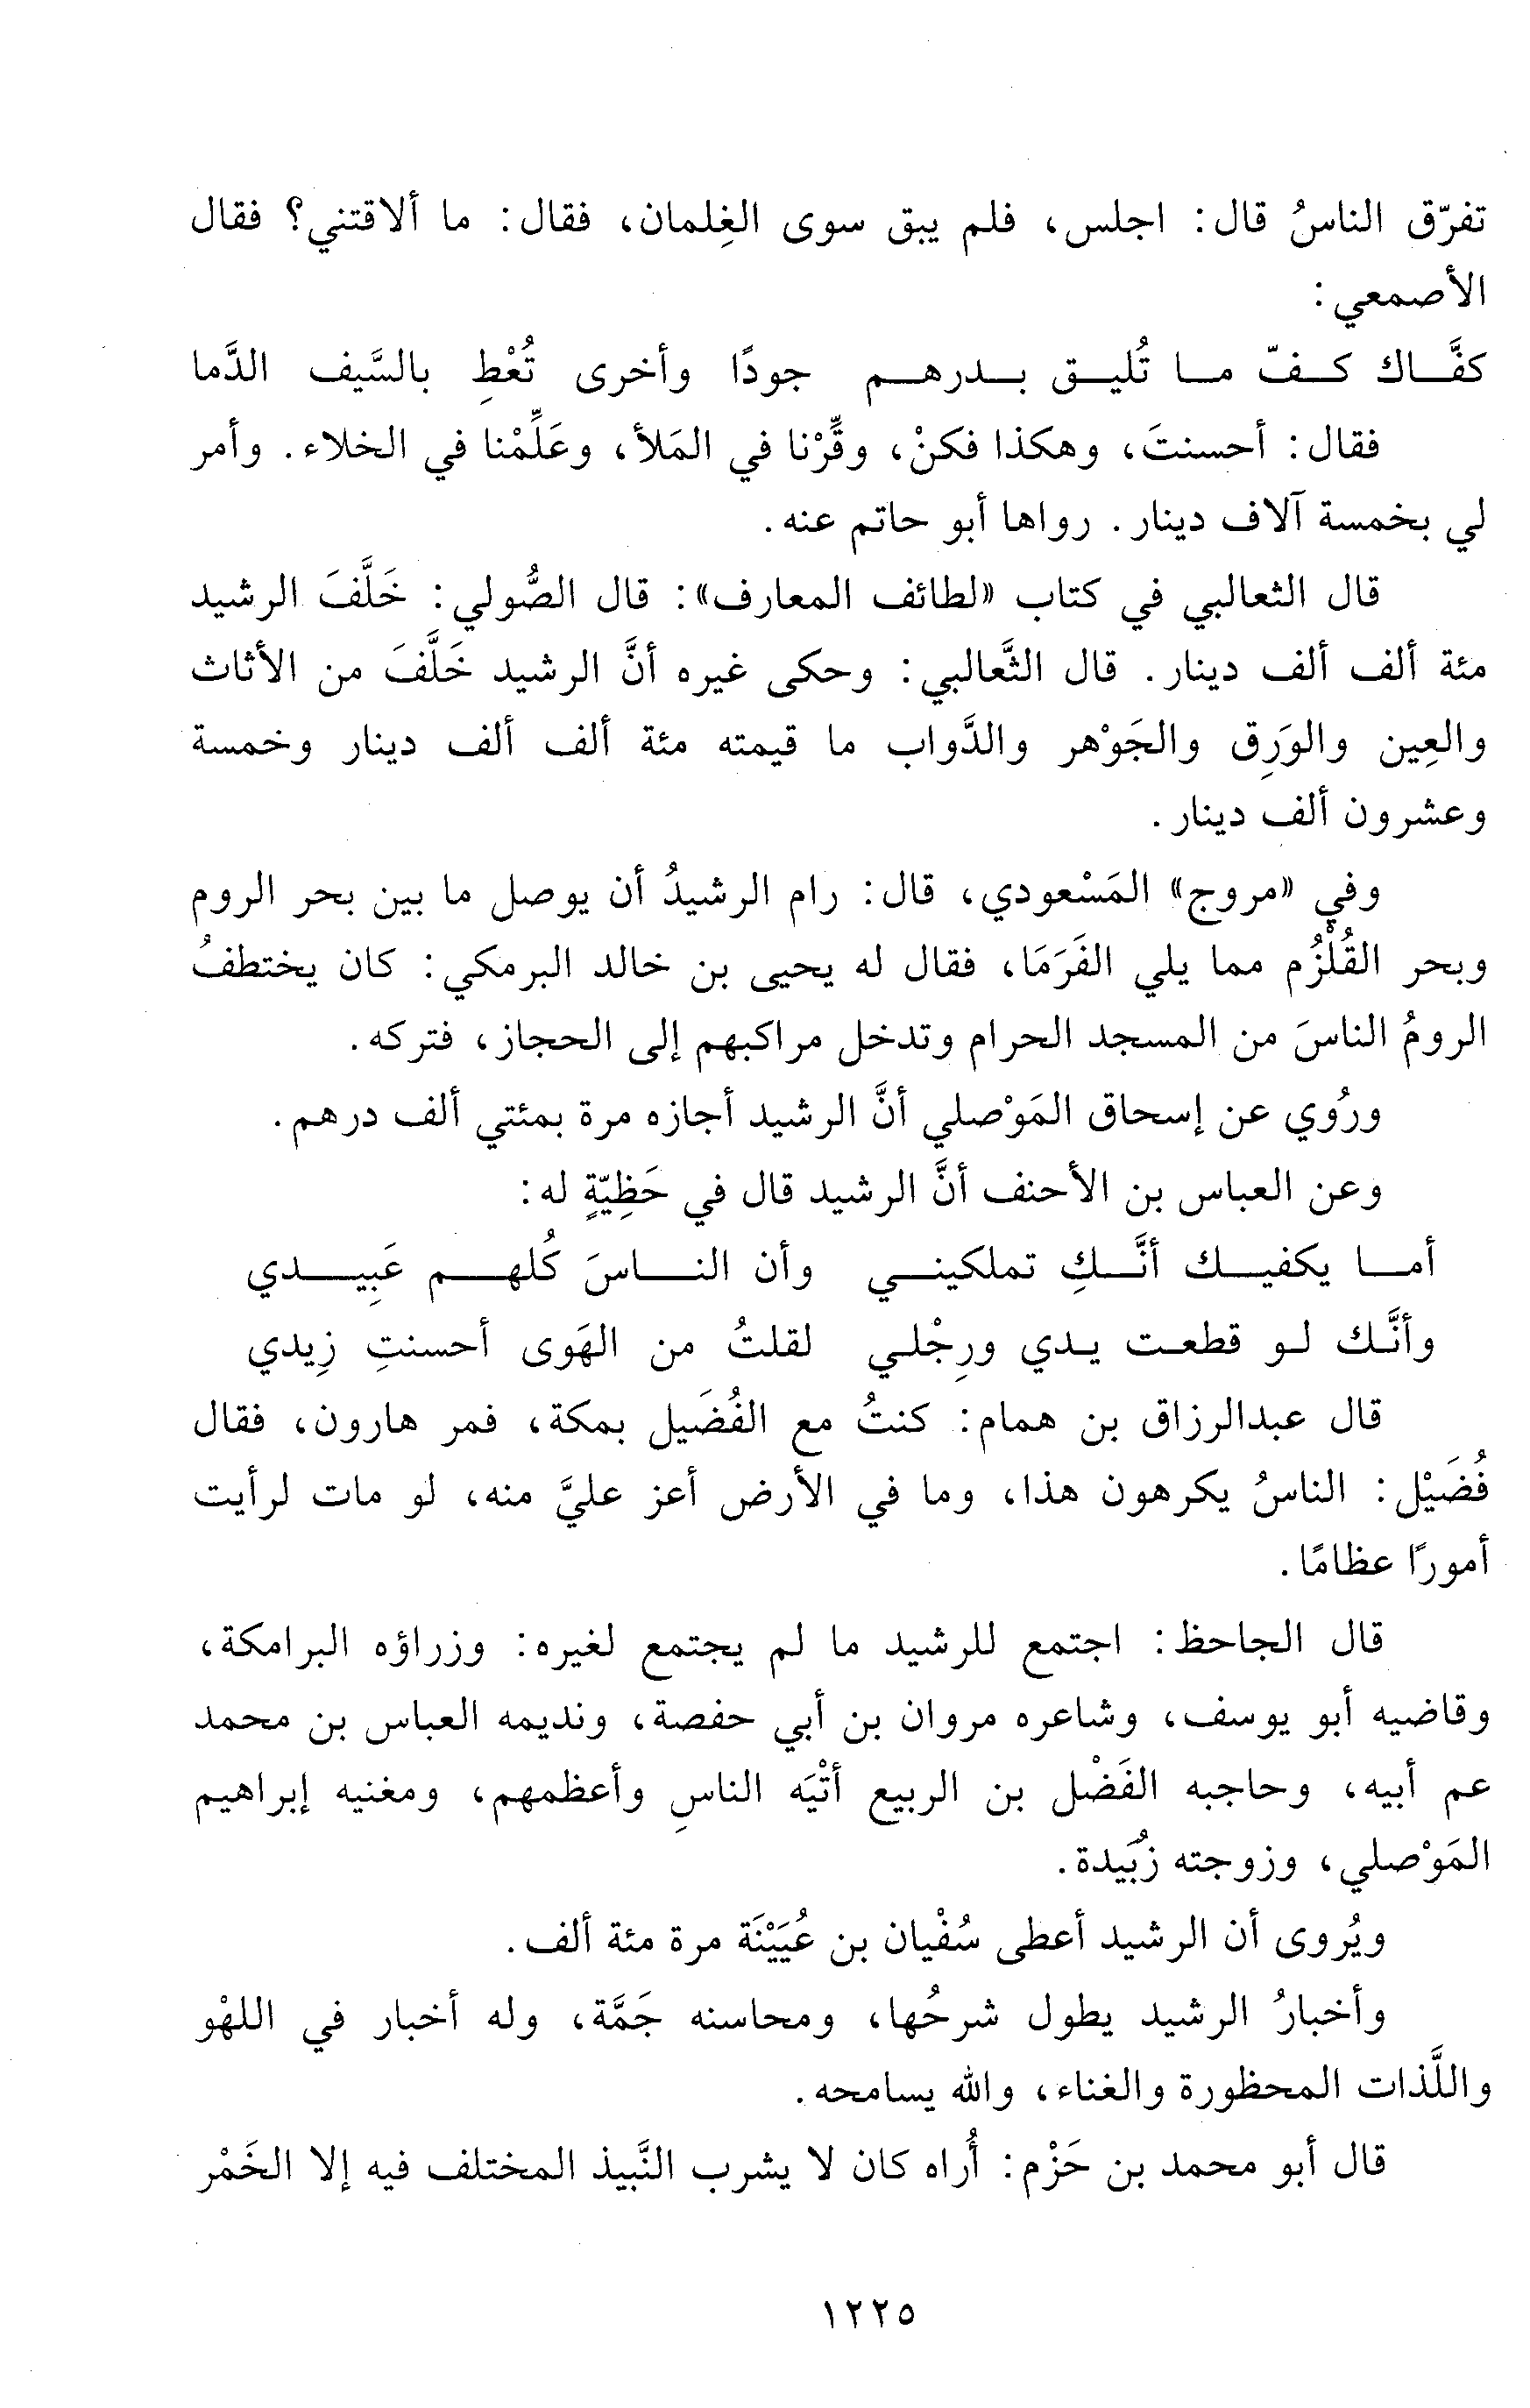 تفرّق الناسُ قال: اجلس، فلم يبق سوى الغِلمان، فقال: ما ألاقتني؟ فقال
الأصمعي:
كفَّاك كفّ ما تُليق بدرهم جودًا وأخرى تُعْطِ بالسَّيف الدَّما
فقال: أحسنتَ، وهكذا فكنْ، وقِّرْنا في المَلأ، وعَلِّمْنا في الخلاء. وأمر
لي بخمسة آلاف دينار. رواها أبو حاتم عنه.
قال الثعالبي في كتاب «لطائف المعارف»: قال الصُّولي: خَلَّفَ الرشيد
مئة ألف ألف دينار. قال الثَّعالبي: وحكى غيره أنَّ الرشيد خَلَّفَ من الأثاث
والعِين والوَرِق والجَوْهر والدَّواب ما قيمته مئة ألف ألف دينار وخمسة
وعشرون ألف دينار.
وفي «مروج» المَسْعودي، قال: رام الرشيدُ أن يوصل ما بين بحر الروم
وبحر القُلْزُم مما يلي الفَرَمَا، فقال له يحيى بن خالد البرمكي: كان يختطفُ
الرومُ الناسَ من المسجد الحرام وتدخل مراكبهم إلى الحجاز، فتركه.
ورُوي عن إسحاق المَوْصلي أنَّ الرشيد أجازه مرة بمئتي ألف درهم.
وعن العباس بن الأحنف أنَّ الرشيد قال في حَظِيّةٍ له:
أما يكفيك أنَّكِ تملكيني وأن الناسَ كُلهم عَبِيدي
وأنَّك لو قطعت يدي ورِجْلي لقلتُ من الهَوى أحسنتِ زِيدي
قال عبدالرزاق بن همام: كنتُ مع الفُضَيل بمكة، فمر هارون، فقال
فُضَيْل: الناسُ يكرهون هذا، وما في الأرض أعز عليَّ منه، لو مات لرأيت
أمورًا عظامًا.
قال الجاحظ: اجتمع للرشيد ما لم يجتمع لغيره: وزراؤه البرامكة،
وقاضيه أبو يوسف، وشاعره مروان بن أبي حفصة، ونديمه العباس بن محمد
عم أبيه، وحاجبه الفَضْل بن الربيع أتْيَه الناسِ وأعظمهم، ومغنيه إبراهيم
المَوْصلي، وزوجته زُبَيدة.
ويُروى أن الرشيد أعطى سُفْيان بن عُيَيْنَة مرة مئة ألف.
وأخبارُ الرشيد يطول شرحُها، ومحاسنه جَمَّة، وله أخبار في اللهْو
واللَّذات المحظورة والغناء، والله يسامحه.
قال أبو محمد بن حَزْم: أُراه كان لا يشرب النَّبيذ المختلف فيه إلا الخَمْر
١٢٢٥